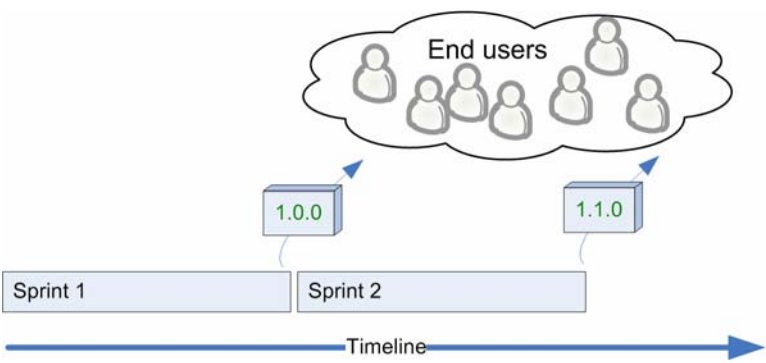 End users
1.0.0
1.1.0
Sprint 1
Sprint 2
Timeline